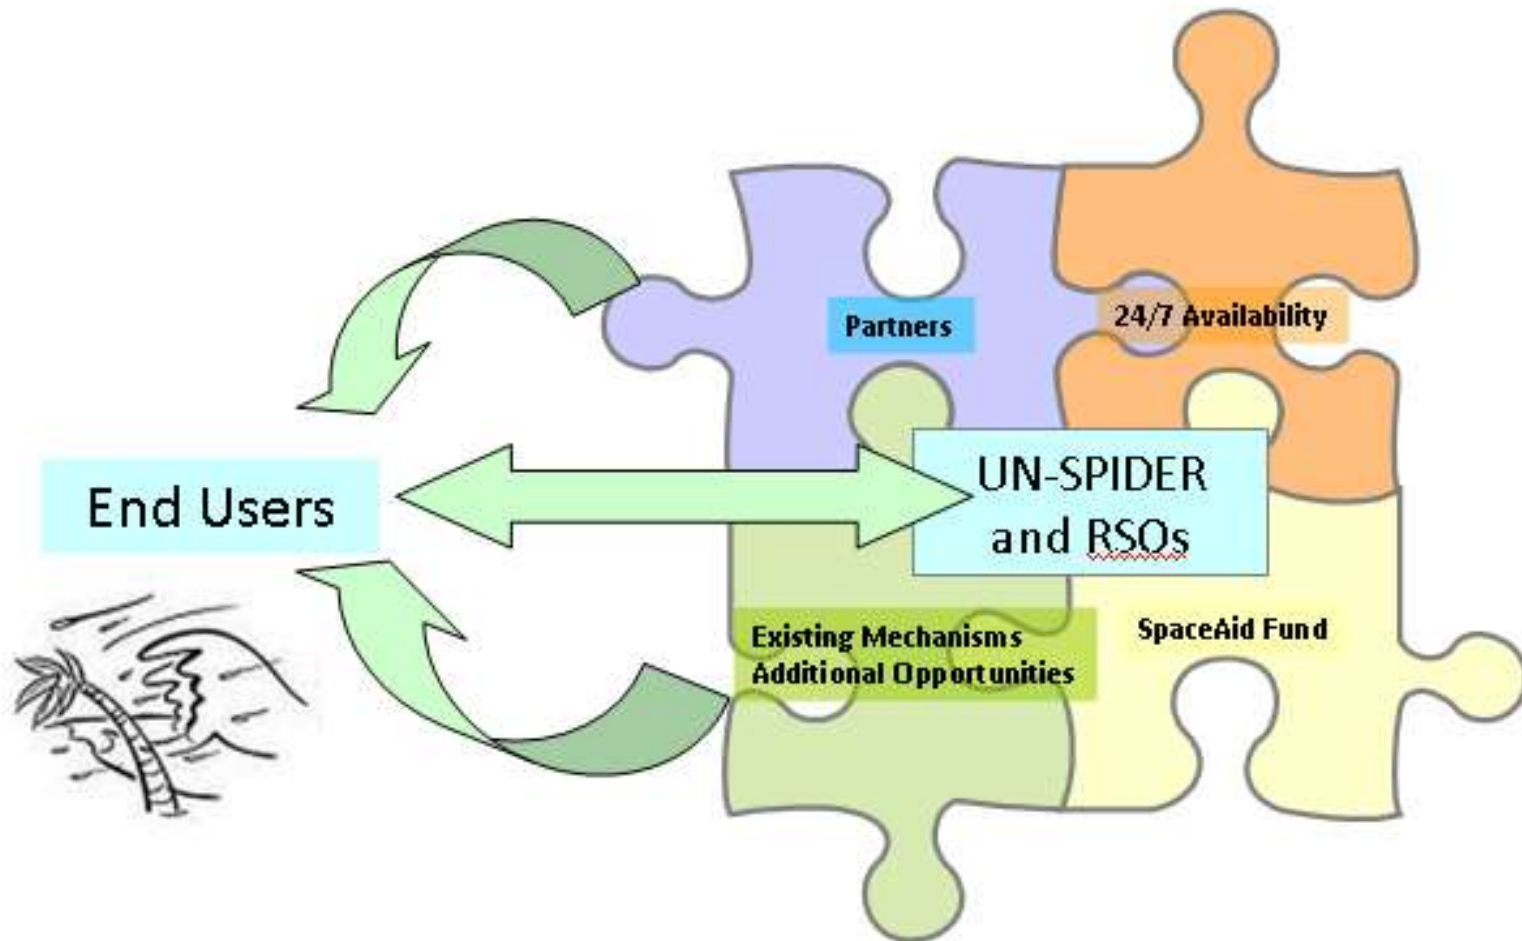 Partners
24/7 Availability
End Users
UN-SPIDER
and RSOs
Existing Mechanisms
Additional Opportunities
SpaceAid Fund